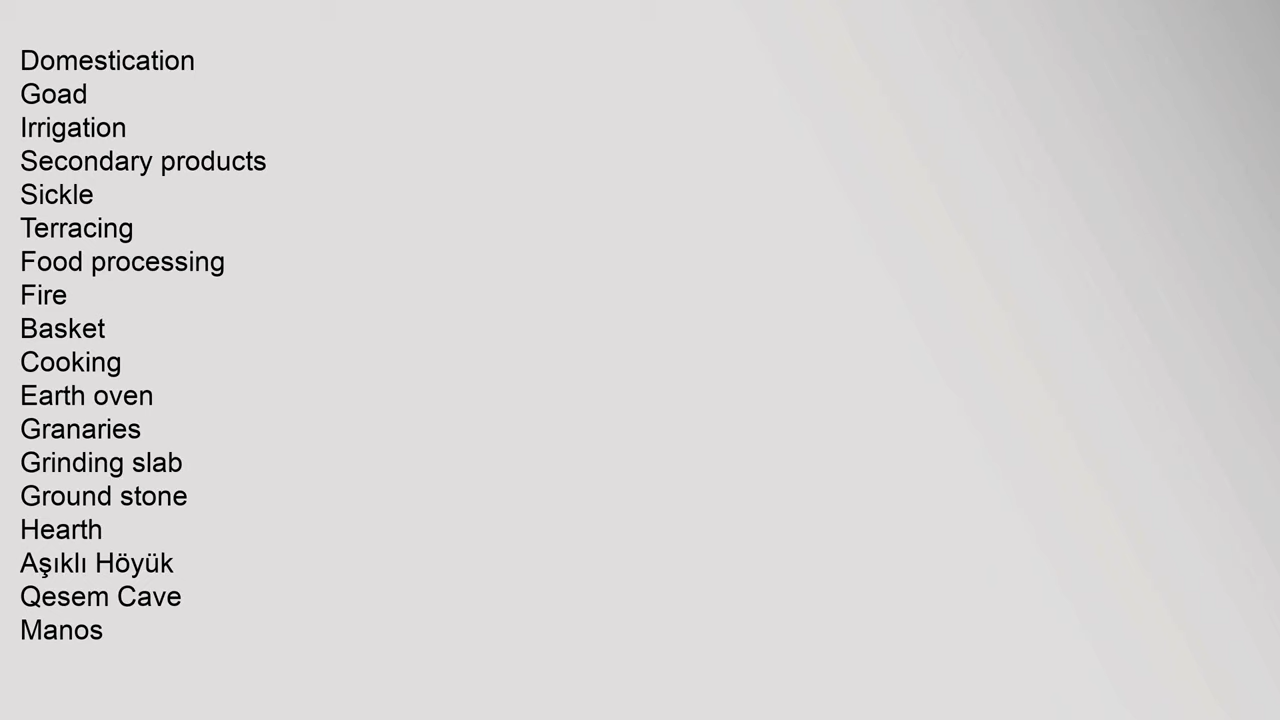 Domestication
Goad
Irrigation
Secondary products
Sickle
Terracing
Food processing
Fire
Basket
Cooking
Earth oven
Granaries
Grinding slab
Ground stone
Hearth
Aşıklı Höyük
Qesem Cave
Manos